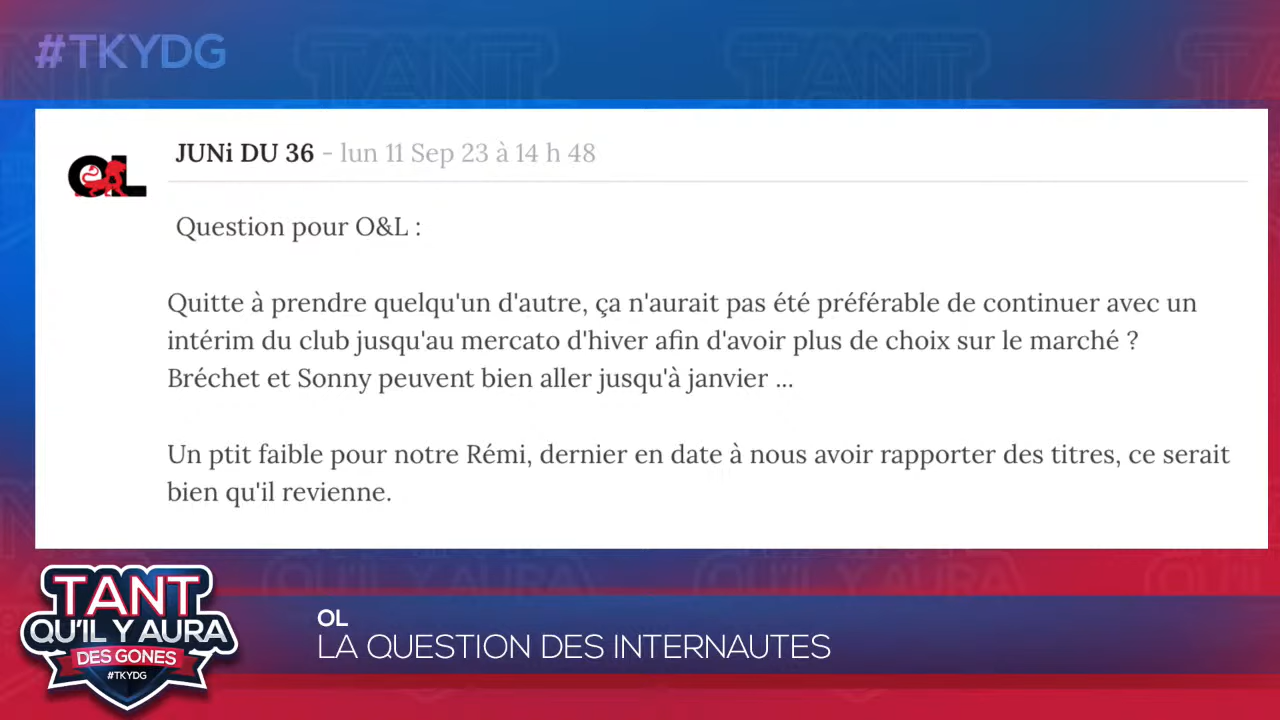 #TKYDG
OL
JUNi DU 36 - lun 11 Sep 23 à 14 h 48
Question pour O&L :
Quitte à prendre quelqu'un d'autre, ça n'aurait pas été préférable de continuer avec un
intérim du club jusqu'au mercato d'hiver afin d'avoir plus de choix sur le marché ?
Bréchet et Sonny peuvent bien aller jusqu'à janvier ...
Un ptit faible pour notre Rémi, dernier en date à nous avoir rapporter des titres, ce serait
bien qu'il revienne.
TANT
QU'IL Y AURA
DES GONES
#TKYDG
OL
LA QUESTION DES INTERNAUTES